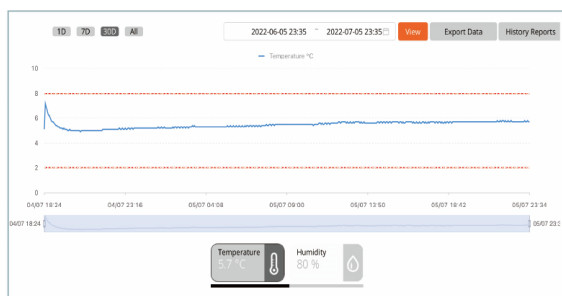 1D 7D 30D All 2022-06-05 23:35 ~ 2022-07-05 23:35 View Export Data History Reports
Temperature °C
10
8
6
4
2
0
04/07 18:34 04/07 23:16 05/07 04:08 05/07 09:00 05/07 13:50 05/07 18:42 05/07 23:34
04/07 18:24 05/07 23:3
Temperature Humidity
5.7 °C 80 %